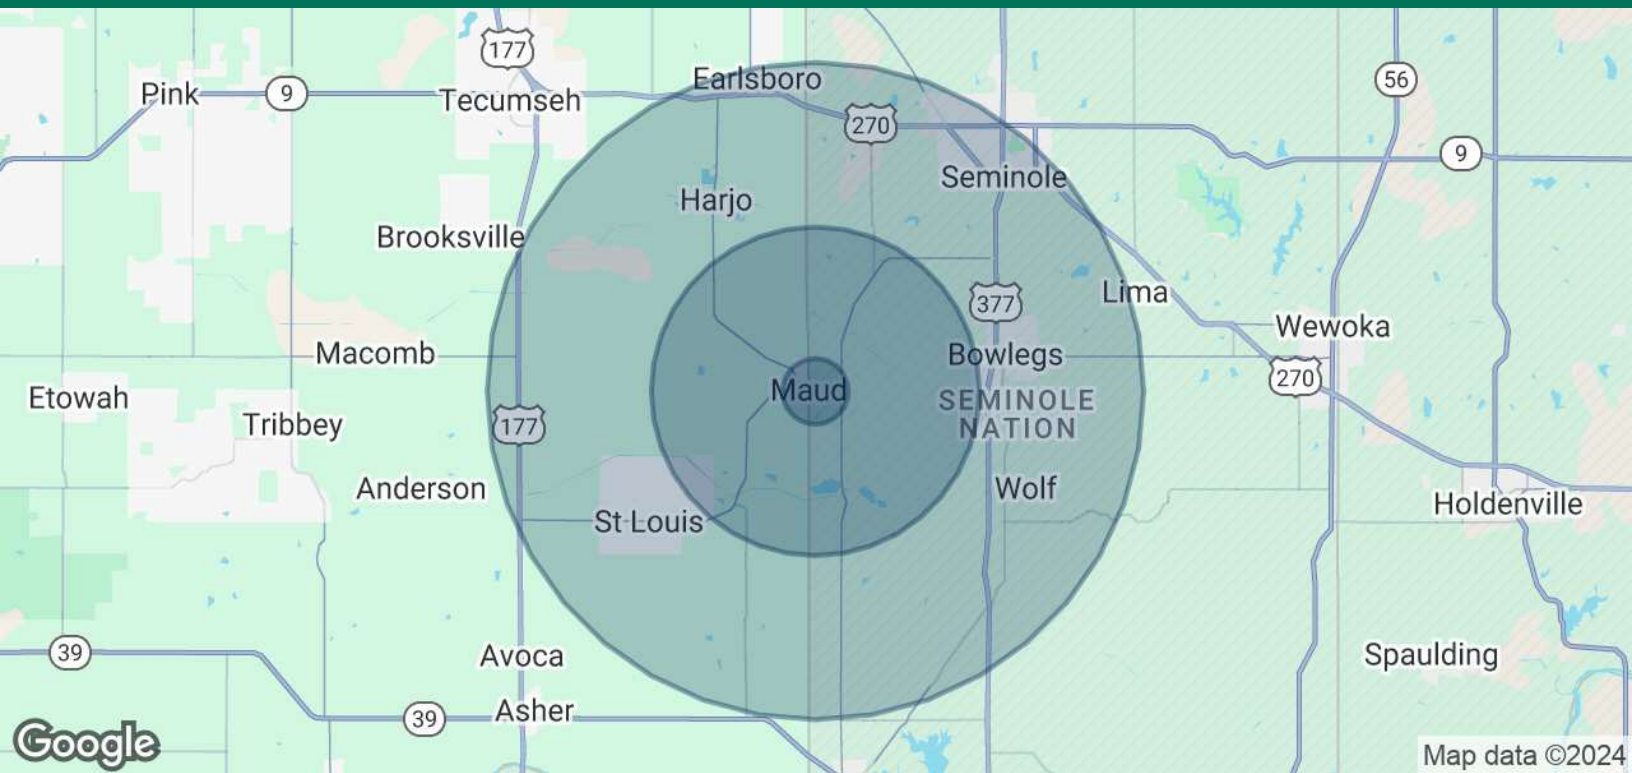 177
Earlsboro
Pink
9
Tecumseh
56
270
9
Seminole
Harjo
Brooksville
Lima
377
Wewoka
Macomb
Bowlegs
270
Maud
Etowah
SEMINOLE
NATION
Tribbey
177
Anderson
Wolf
Holdenville
St Louis
39
Avoca
Spaulding
Asher
39
Google
Map data ©2024